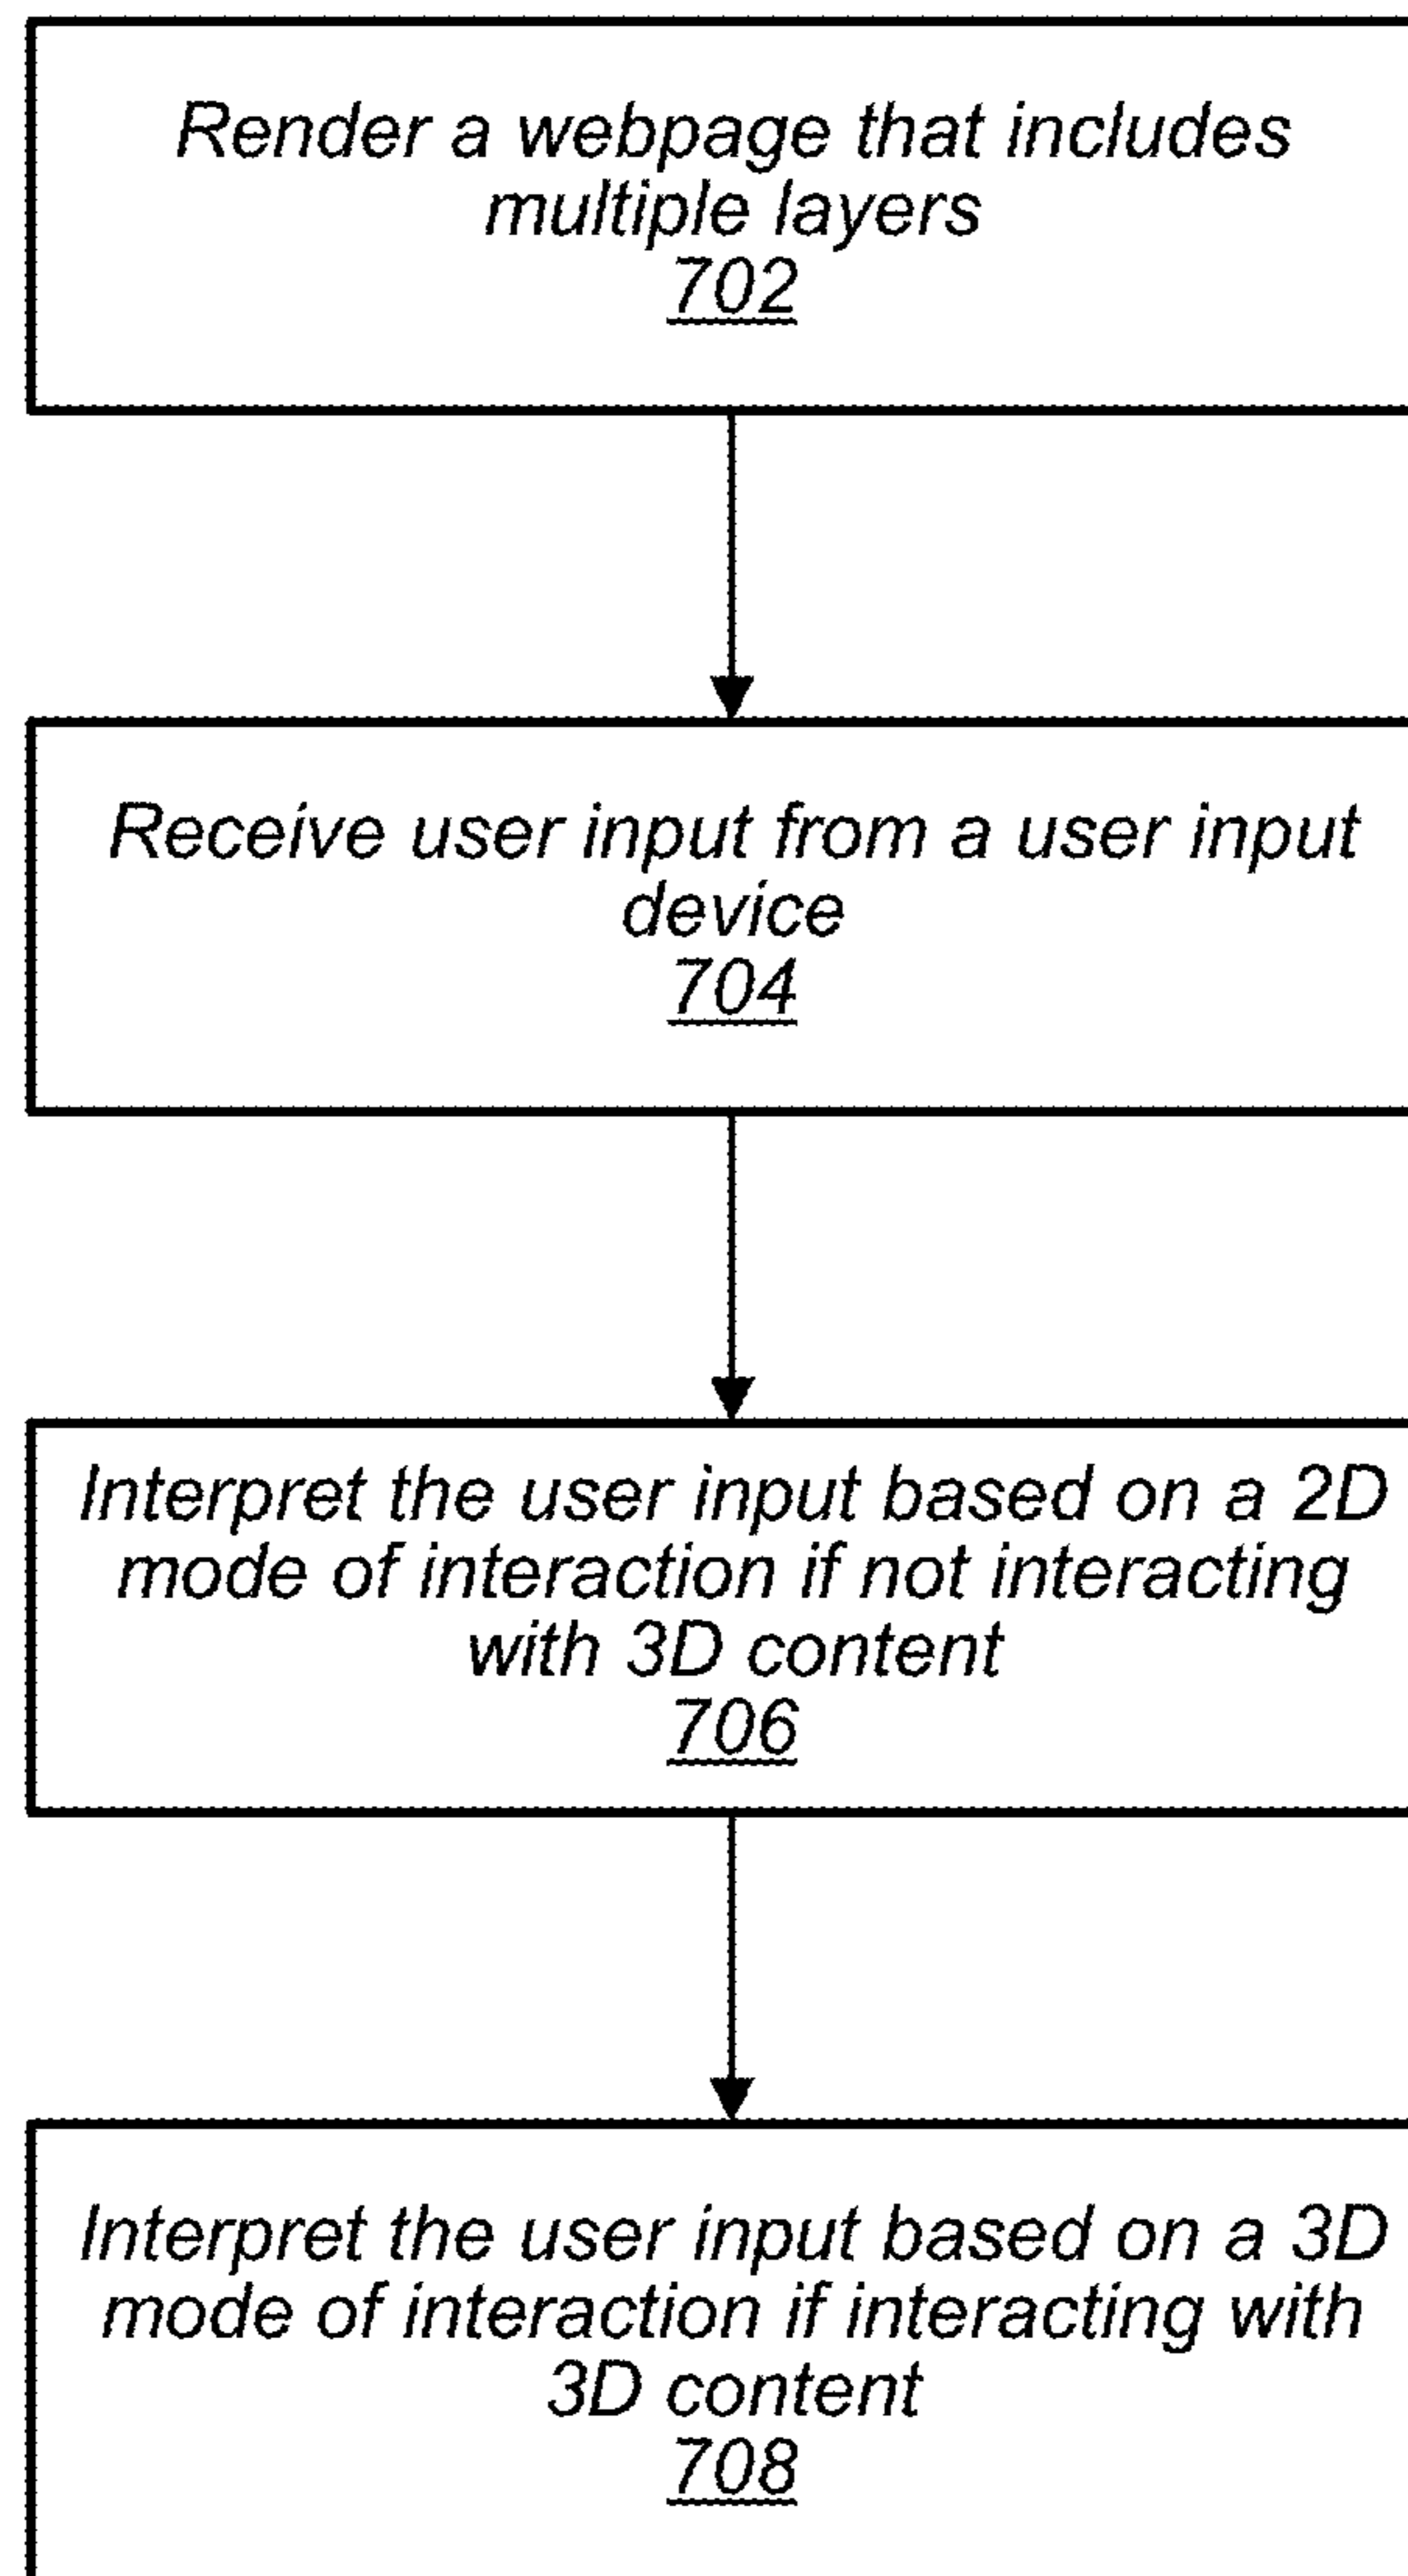 Render a webpage that includes
multiple layers
702
Receive user input from a user input
device
704
Interpret the user input based on a 2D
mode of interaction if not interacting
with 3D content
706
Interpret the user input based on a 3D
mode of interaction if interacting with
3D content
708